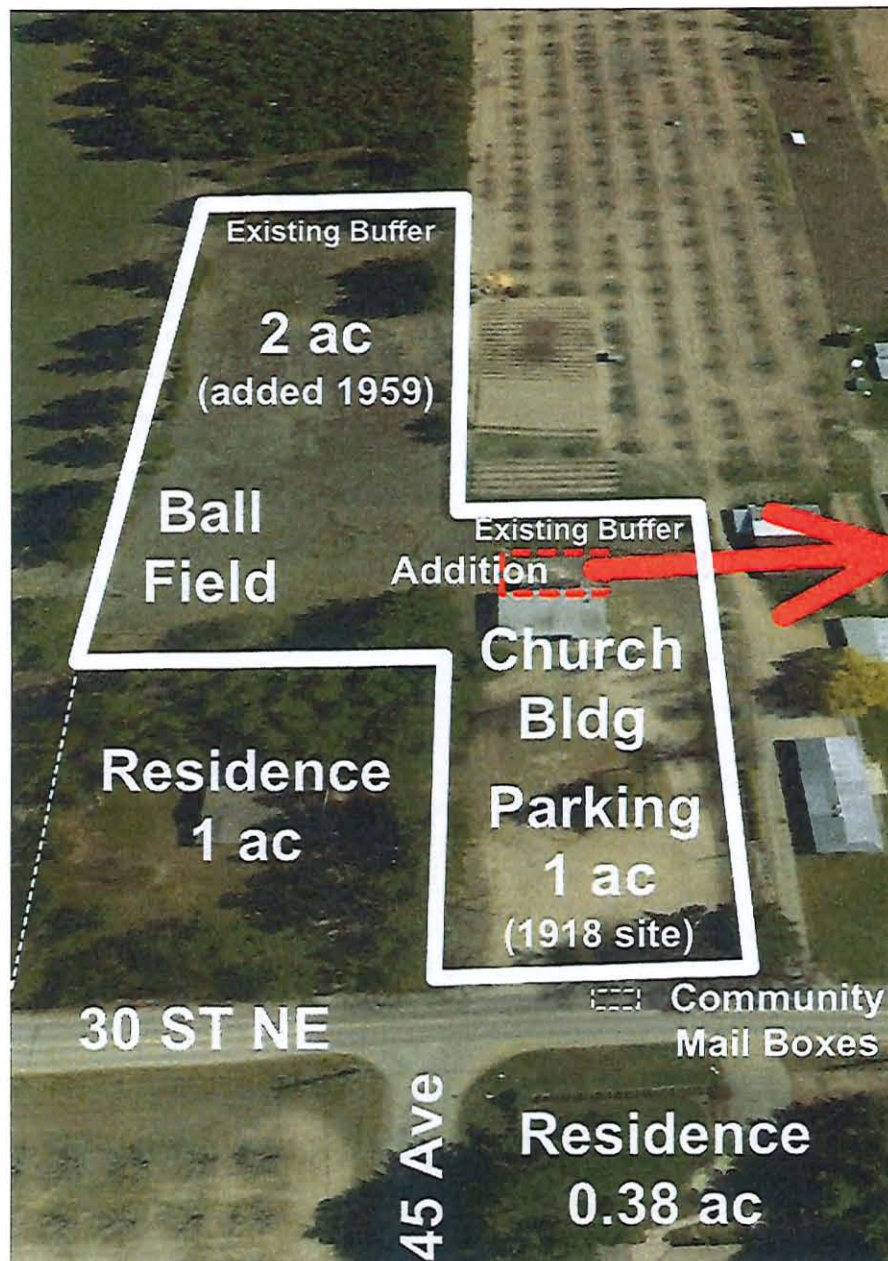 Existing Buffer
2 ac
(added 1959)
Ball
Field
Existing Buffer
Addition
Church
Bldg
Parking
1 ac
(1918 site)
Residence
1 ac
30 ST NE
Community
Mail Boxes
45 Ave
Residence
0.38 ac